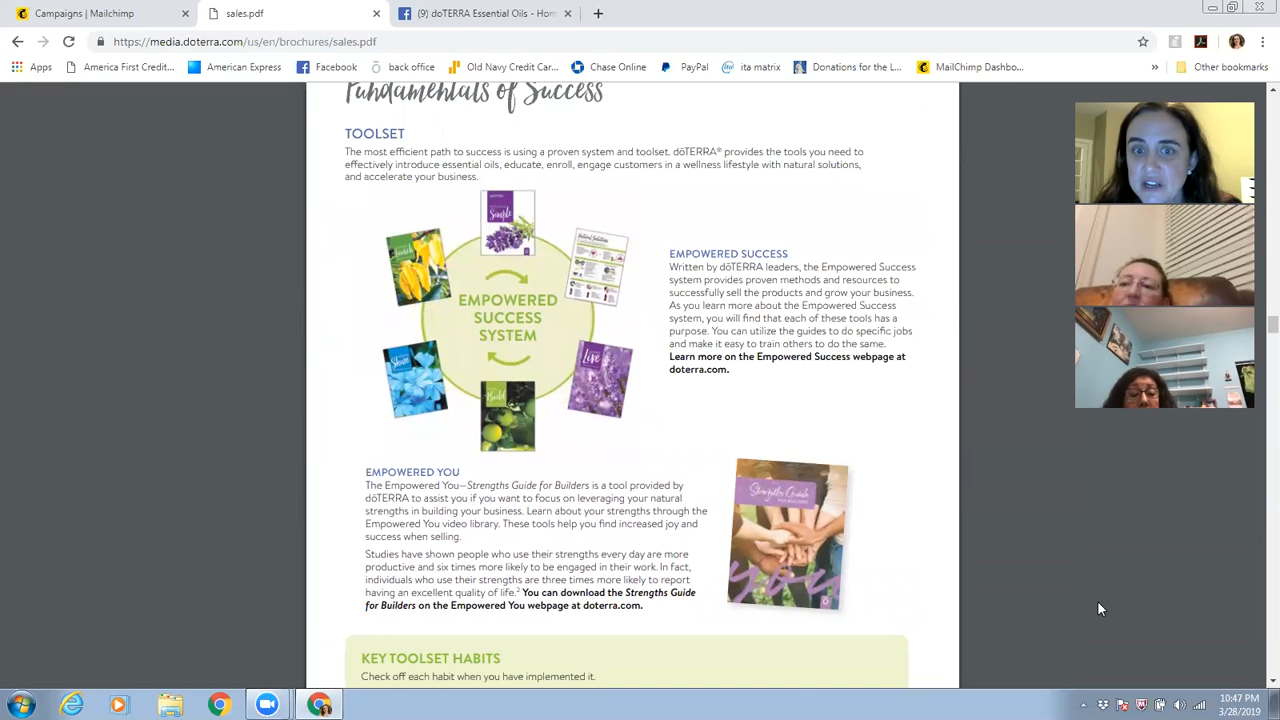 Campaigns | Mailchimp
sales.pdf
(9) doTERRA Essential Oils - Hom
https://media.doterra.com/us/en/brochures/sales.pdf
Apps
America First Credit...
American Express
Facebook
back office
Old Navy Credit Car...
Chase Online
PayPal
ita matrix
Donations for the L...
MailChimp Dashbo...
»
Other bookmarks
Fundamentals of Success
TOOLSET
The most efficient path to success is using a proven system and toolset. dōTERRA® provides the tools you need to
effectively introduce essential oils, educate, enroll, engage customers in a wellness lifestyle with natural solutions,
and accelerate your business.
Simple
Natural Solutions
Launch
EMPOWERED
SUCCESS
SYSTEM
Share
Live
Build
EMPOWERED SUCCESS
Written by dōTERRA leaders, the Empowered Success
system provides proven methods and resources to
successfully sell the products and grow your business.
As you learn more about the Empowered Success
system, you will find that each of these tools has a
purpose. You can utilize the guides to do specific jobs
and make it easy to train others to do the same.
Learn more on the Empowered Success webpage at
doterra.com.
EMPOWERED YOU
The Empowered You—Strengths Guide for Builders is a tool provided by
dōTERRA to assist you if you want to focus on leveraging your natural
strengths in building your business. Learn about your strengths through the
Empowered You video library. These tools help you find increased joy and
success when selling.
Studies have shown people who use their strengths every day are more
productive and six times more likely to be engaged in their work. In fact,
individuals who use their strengths are three times more likely to report
having an excellent quality of life.² You can download the Strengths Guide
for Builders on the Empowered You webpage at doterra.com.
Strengths Guide
you
KEY TOOLSET HABITS
Check off each habit when you have implemented it.
10:47 PM
3/28/2019